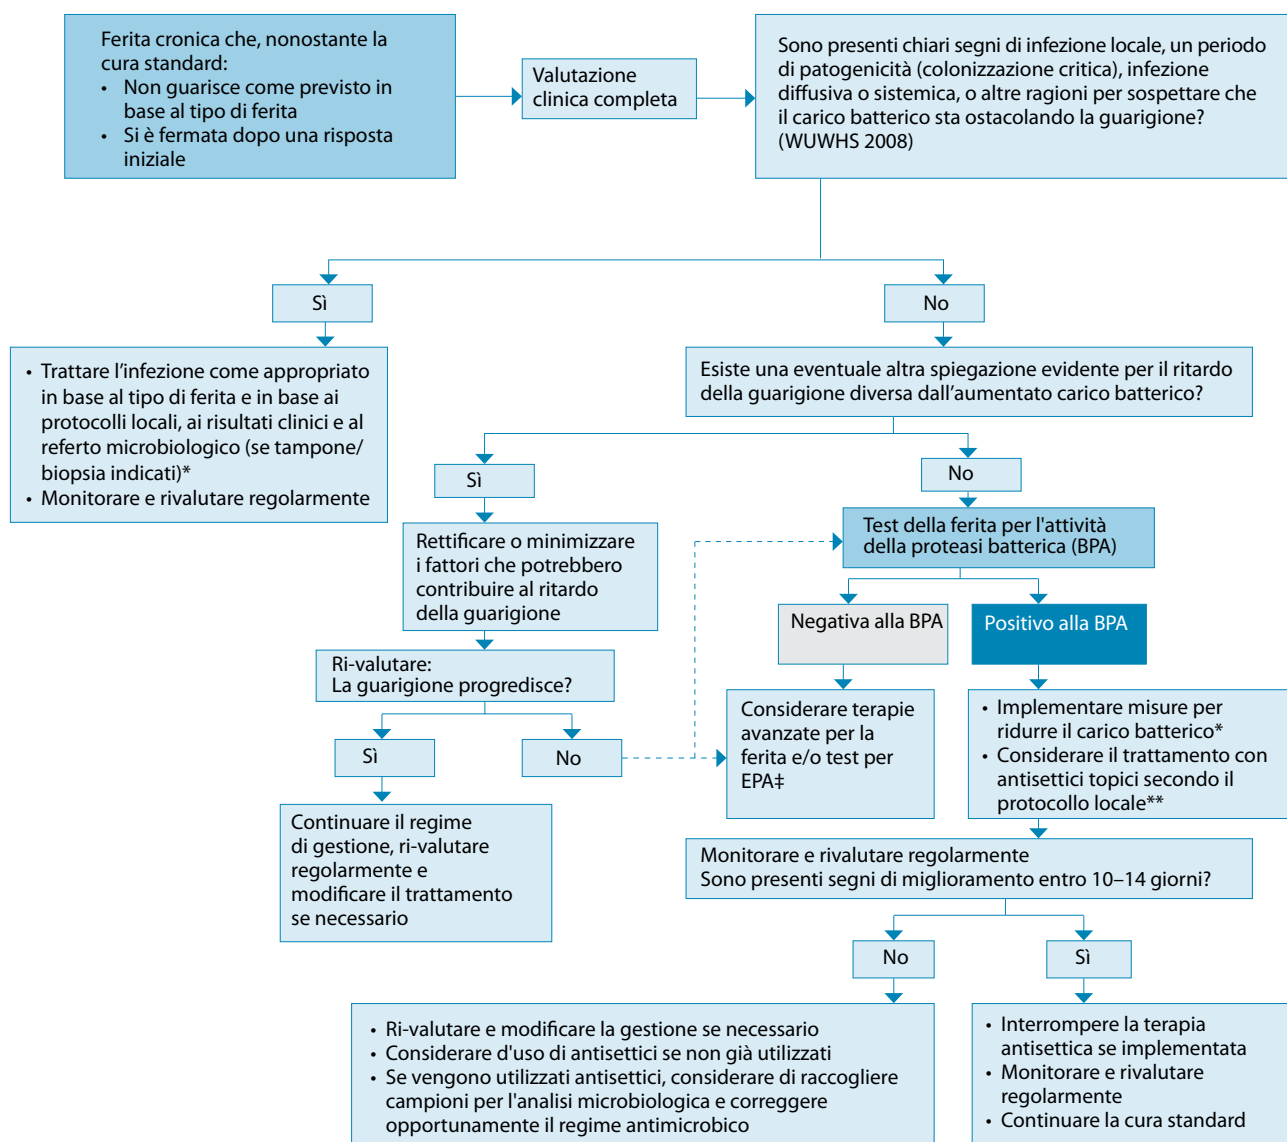 Ferita cronica che, nonostante la
cura standard:
• Non guarisce come previsto in
base al tipo di ferita
• Si è fermata dopo una risposta
iniziale
Valutazione
clinica completa
Sono presenti chiari segni di infezione locale, un periodo
di patogenicità (colonizzazione critica), infezione
diffusiva o sistemica, o altre ragioni per sospettare che
il carico batterico sta ostacolando la guarigione?
(WUWHS 2008)
Sì
No
• Trattare l’infezione come appropriato
in base al tipo di ferita e in base ai
protocolli locali, ai risultati clinici e al
referto microbiologico (se tampone/
biopsia indicati)*
• Monitorare e rivalutare regolarmente
Esiste una eventuale altra spiegazione evidente per il ritardo
della guarigione diversa dall’aumentato carico batterico?
Sì
No
Rettificare o minimizzare
i fattori che potrebbero
contribuire al ritardo
della guarigione
Test della ferita per l'attività
della proteasi batterica (BPA)
Negativa alla BPA
Positivo alla BPA
Ri-valutare:
La guarigione progredisce?
Sì
No
Considerare terapie
avanzate per la
ferita e/o test per
EPA‡
• Implementare misure per
ridurre il carico batterico*
• Considerare il trattamento con
antisettici topici secondo il
protocollo locale**
Continuare il regime
di gestione, ri-valutare
regolarmente e
modificare il trattamento
se necessario
Monitorare e rivalutare regolarmente
Sono presenti segni di miglioramento entro 10–14 giorni?
No
Sì
• Ri-valutare e modificare la gestione se necessario
• Considerare d'uso di antisettici se non già utilizzati
• Se vengono utilizzati antisettici, considerare di raccogliere
campioni per l'analisi microbiologica e correggere
opportunamente il regime antimicrobico
• Interrompere la terapia
antisettica se implementata
• Monitorare e rivalutare
regolarmente
• Continuare la cura standard